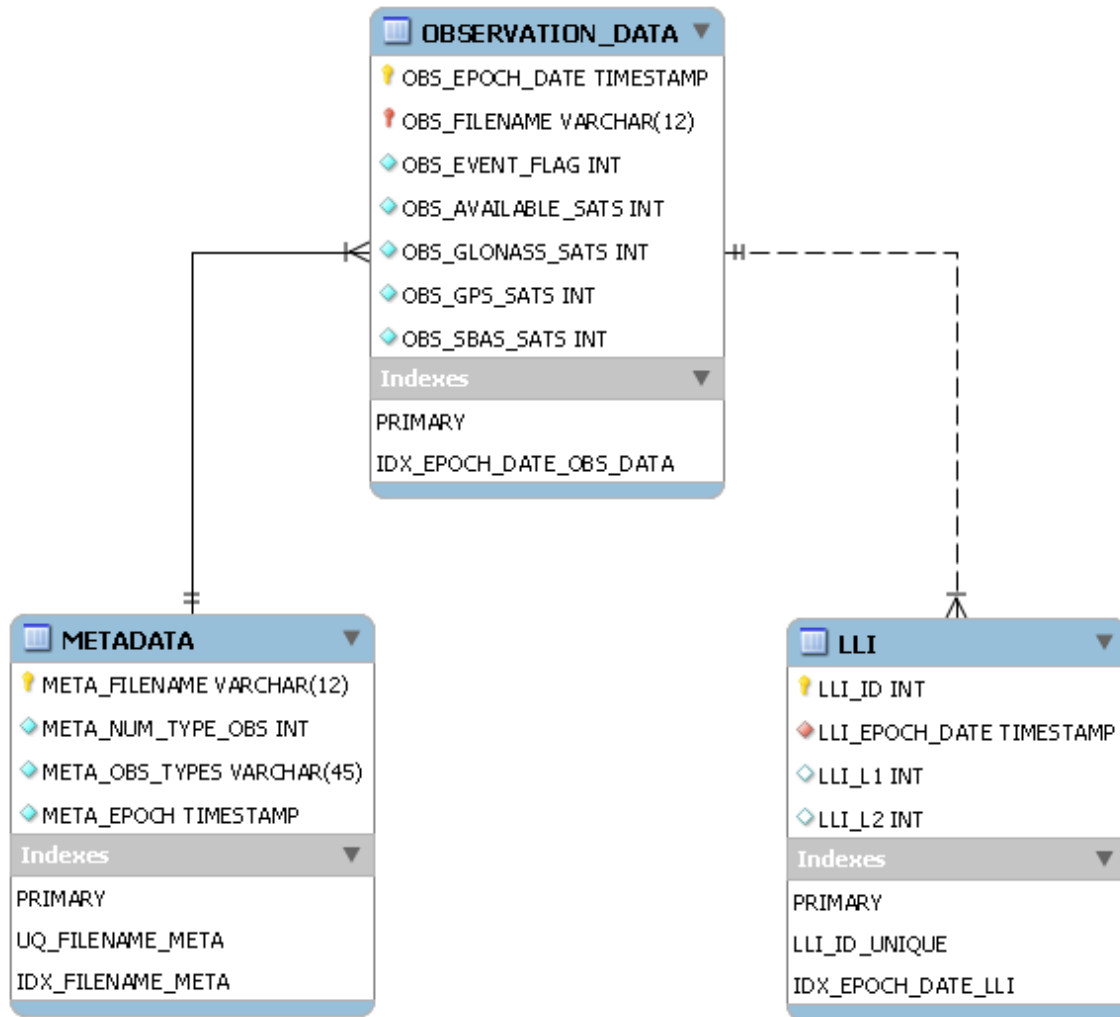 OBSERVATION_DATA
OBS_EPOCH_DATE TIMESTAMP
OBS_FILENAME VARCHAR(12)
OBS_EVENT_FLAG INT
OBS_AVAILABLE_SATS INT
OBS_GLONASS_SATS INT
OBS_GPS_SATS INT
OBS_SBAS_SATS INT
Indexes
PRIMARY
IDX_EPOCH_DATE_OBS_DATA
METADATA
META_FILENAME VARCHAR(12)
META_NUM_TYPE_OBS INT
META_OBS_TYPES VARCHAR(45)
META_EPOCH TIMESTAMP
Indexes
PRIMARY
UQ_FILENAME_META
IDX_FILENAME_META
LLI
LLI_ID INT
LLI_EPOCH_DATE TIMESTAMP
LLI_L1 INT
LLI_L2 INT
Indexes
PRIMARY
LLI_ID_UNIQUE
IDX_EPOCH_DATE_LLI